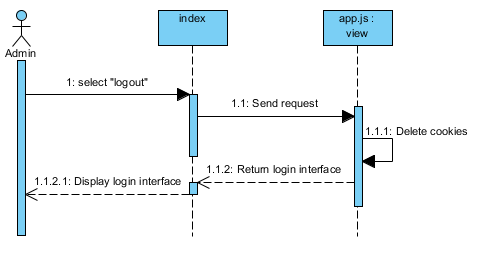 index
app.js :
view
Admin
1: select "logout"
1.1: Send request
1.1.1: Delete cookies
1.1.2: Return login interface
1.1.2.1: Display login interface